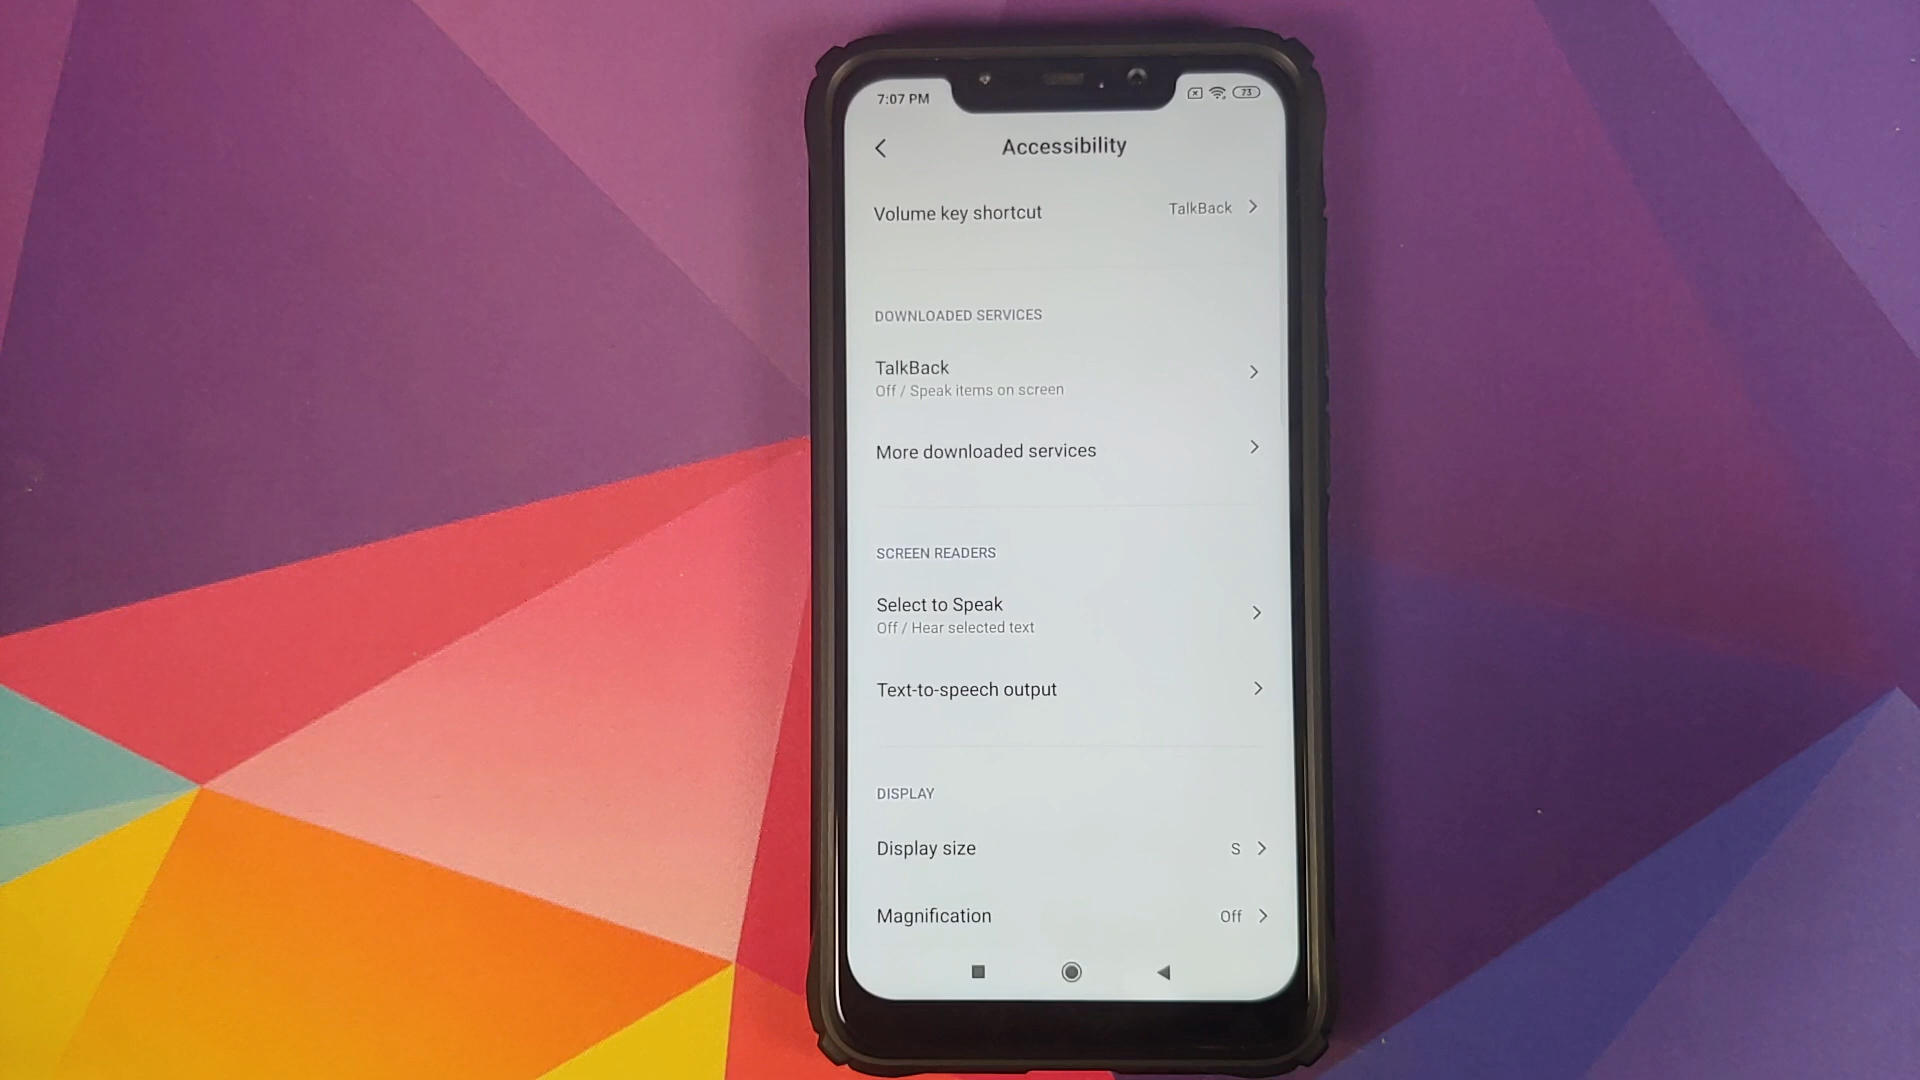 7:07 PM
73
Accessibility
Volume key shortcut TalkBack
DOWNLOADED SERVICES
TalkBack
Off / Speak items on screen
More downloaded services
SCREEN READERS
Select to Speak
Off / Hear selected text
Text-to-speech output
DISPLAY
Display size S
Magnification Off